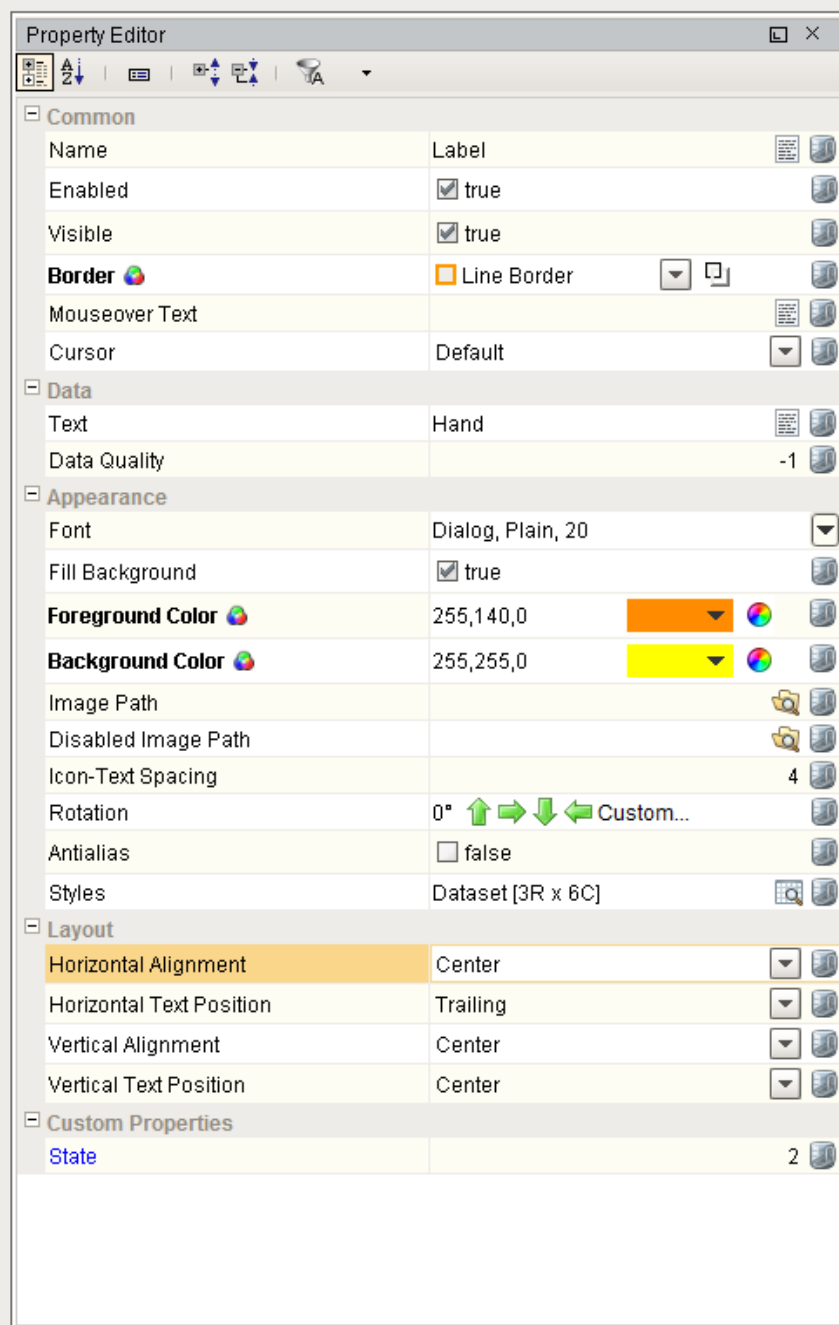 Property Editor
Common
Name Label
Enabled true
Visible true
Border Line Border
Mouseover Text
Cursor Default
Data
Text Hand
Data Quality -1
Appearance
Font Dialog, Plain, 20
Fill Background true
Foreground Color 255,140,0
Background Color 255,255,0
Image Path
Disabled Image Path
Icon-Text Spacing 4
Rotation 0° Custom...
Antialias false
Styles Dataset [3R x 6C]
Layout
Horizontal Alignment Center
Horizontal Text Position Trailing
Vertical Alignment Center
Vertical Text Position Center
Custom Properties
State 2